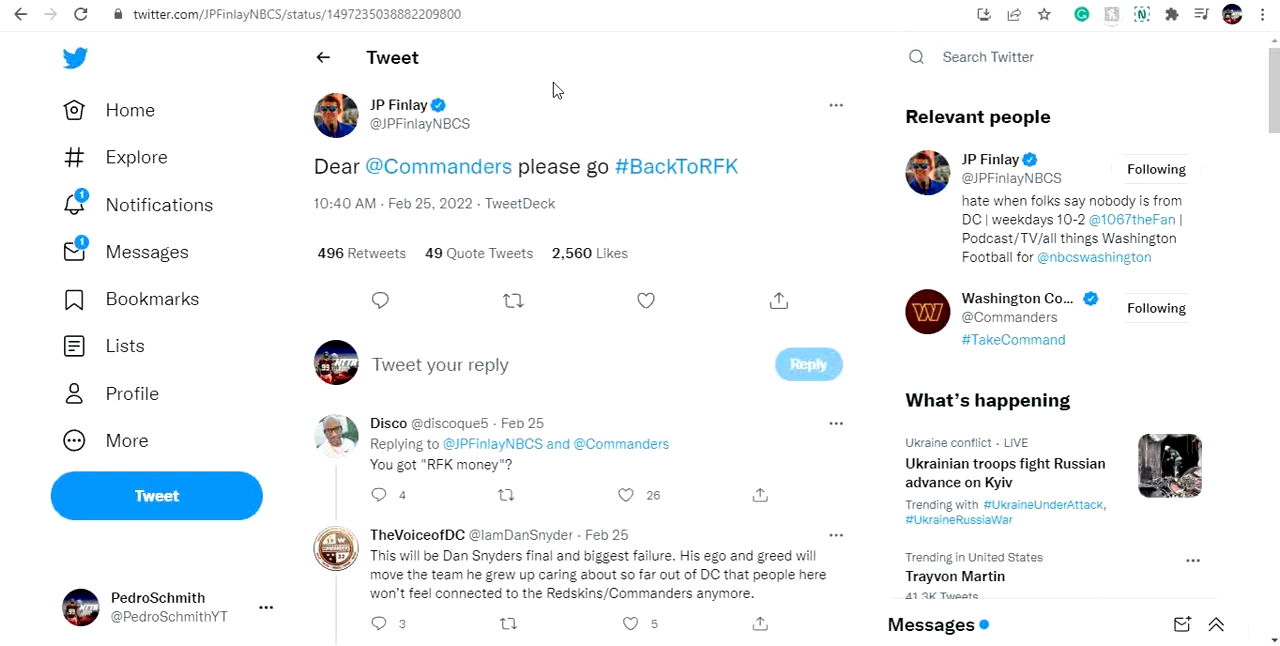 twitter.com/JPFinlayNBCS/status/1497235038882209800
Home
Explore
1
Notifications
1
Messages
Bookmarks
Lists
Profile
More
Tweet
PedroSchmith
@PedroSchmithYT
Tweet
JP Finlay
@JPFinlayNBCS
Dear @Commanders please go #BackToRFK
10:40 AM · Feb 25, 2022 · TweetDeck
496 Retweets 49 Quote Tweets 2,560 Likes
Tweet your reply
Reply
Disco @discoque5 · Feb 25
Replying to @JPFinlayNBCS and @Commanders
You got "RFK money"?
4 26
TheVoiceofDC @IamDanSnyder · Feb 25
This will be Dan Snyders final and biggest failure. His ego and greed will
move the team he grew up caring about so far out of DC that people here
won't feel connected to the Redskins/Commanders anymore.
3 5
Search Twitter
Relevant people
JP Finlay
@JPFinlayNBCS
Following
hate when folks say nobody is from
DC | weekdays 10-2 @1067theFan |
Podcast/TV/all things Washington
Football for @nbcswashington
Washington Co...
@Commanders
Following
#TakeCommand
What's happening
Ukraine conflict · LIVE
Ukrainian troops fight Russian
advance on Kyiv
Trending with #UkraineUnderAttack,
#UkraineRussiaWar
Trending in United States
Trayvon Martin
41.3K Tweets
Messages